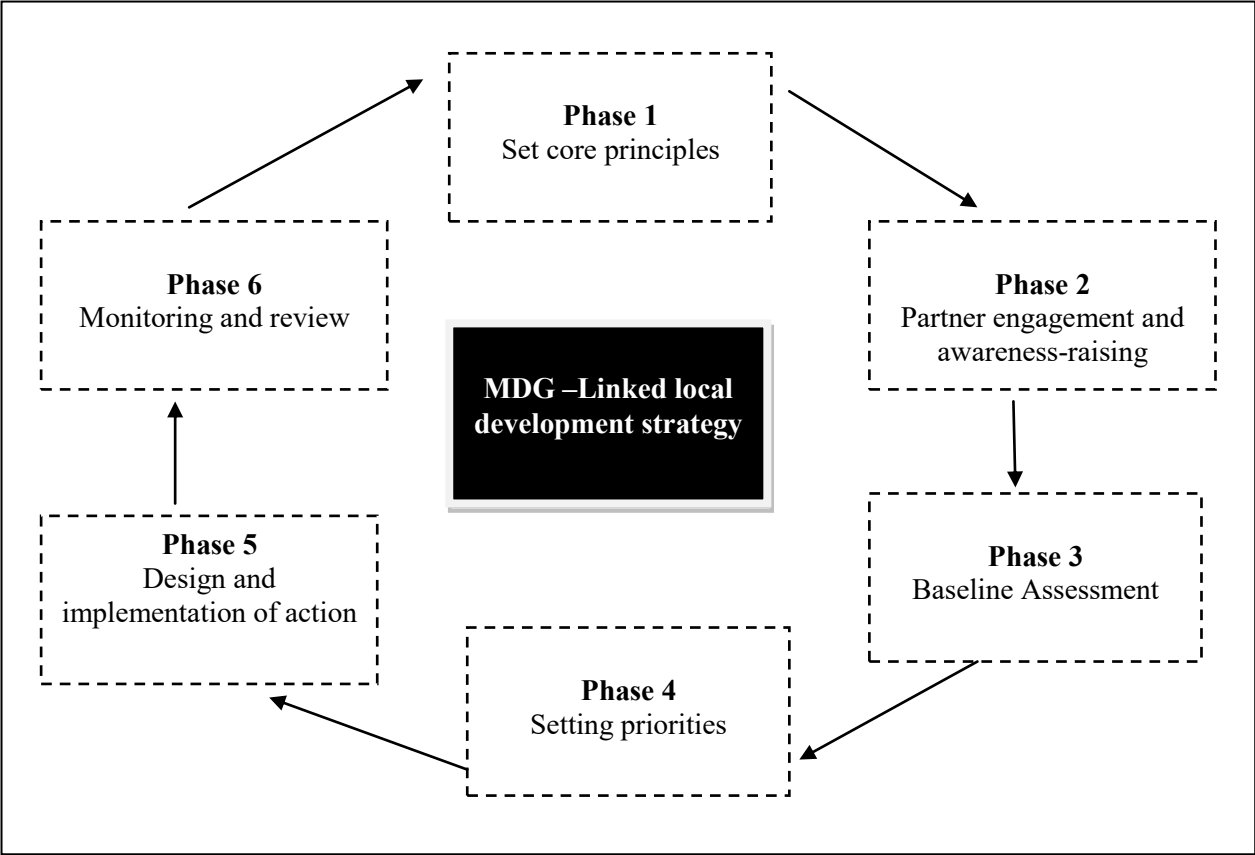 Phase 1
Set core principles
Phase 2
Partner engagement and
awareness-raising
Phase 3
Baseline Assessment
Phase 4
Setting priorities
Phase 5
Design and
implementation of action
Phase 6
Monitoring and review
MDG –Linked local
development strategy